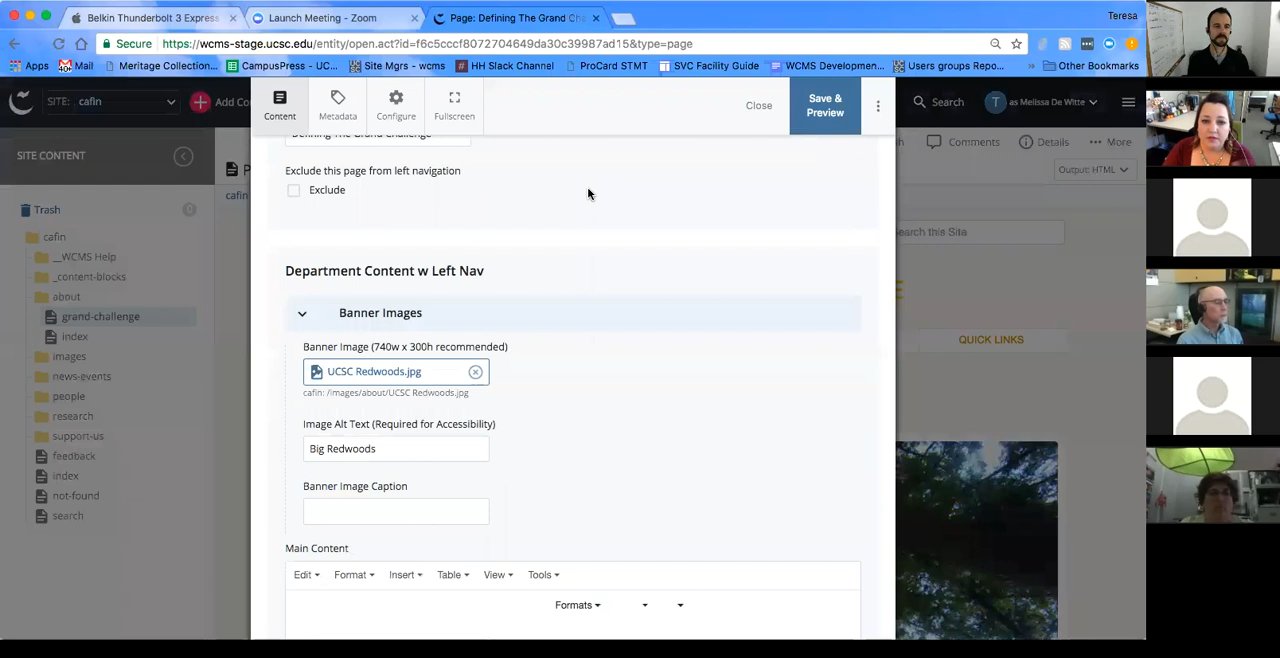 Belkin Thunderbolt 3 Express
Launch Meeting - Zoom
Page: Defining The Grand Cha
Teresa
Secure
https://wcms-stage.ucsc.edu/entity/open.act?id=f6c5cccf8072704649da30c39987ad15&type=page
Apps
40+
Mail
Meritage Collection...
CampusPress - UC...
Site Mgrs - wcms
HH Slack Channel
ProCard STMT
SVC Facility Guide
WCMS Developmen...
Users groups Repo...
»
Other Bookmarks
SITE:
cafin
Add Co
Content
Metadata
Configure
Fullscreen
Close
Save &
Preview
Search
T
as Melissa De Witte
SITE CONTENT
Comments
Details
More
Output: HTML
cafin
Trash
0
cafin
__WCMS Help
_content-blocks
about
grand-challenge
index
images
news-events
people
research
support-us
feedback
index
not-found
search
Defining The Grand Challenge
Exclude this page from left navigation
Exclude
Department Content w Left Nav
Banner Images
Banner Image (740w x 300h recommended)
UCSC Redwoods.jpg
cafin: /images/about/UCSC Redwoods.jpg
Image Alt Text (Required for Accessibility)
Big Redwoods
Banner Image Caption
Main Content
Edit
Format
Insert
Table
View
Tools
Formats
earch this Site
QUICK LINKS